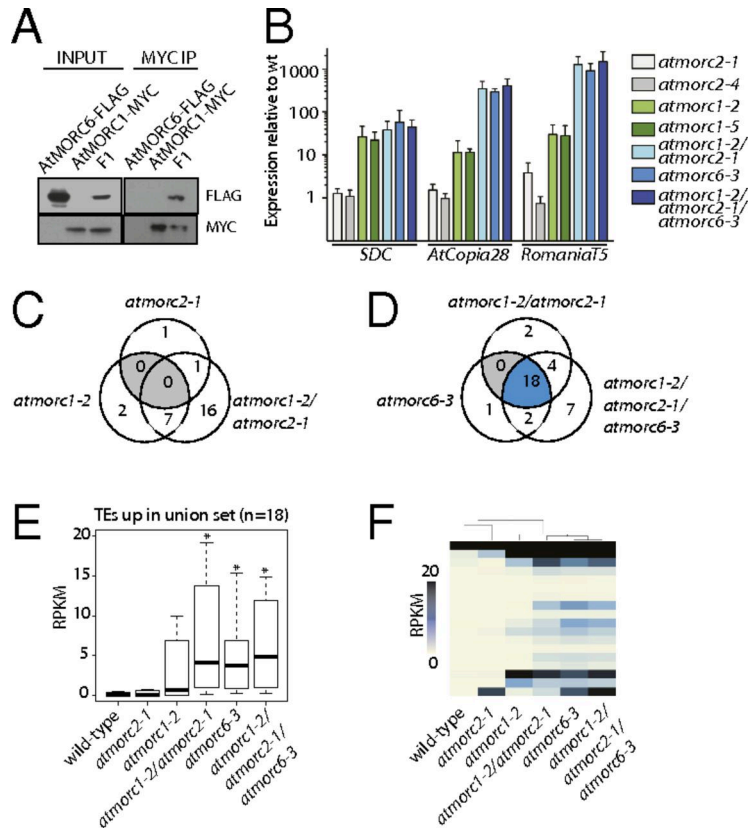 A
INPUT
MYC IP
AtMORC6-FLAG
AtMORC1-MYC
F1
AtMORC6-FLAG
AtMORC1-MYC
F1
FLAG
MYC
B
Expression relative to wt
1000
100
10
1
SDC
AtCopia28
RomaniaT5
atmorc2-1
atmorc2-4
atmorc1-2
atmorc1-5
atmorc1-2/
atmorc2-1
atmorc6-3
atmorc1-2/
atmorc2-1/
atmorc6-3
C
atmorc2-1
1
0
1
0
atmorc1-2
2
7
16
atmorc1-2/
atmorc2-1
D
atmorc1-2/atmorc2-1
2
0
4
18
atmorc6-3
1
2
7
atmorc1-2/
atmorc2-1/
atmorc6-3
E
TEs up in union set (n=18)
RPKM
20
15
10
5
0
*
*
*
wild-type
atmorc2-1
atmorc1-2
atmorc1-2/atmorc2-1
atmorc6-3
atmorc1-2/
atmorc2-1/
atmorc6-3
F
RPKM
20
0
wild-type
atmorc2-1
atmorc1-2
atmorc1-2/atmorc2-1
atmorc6-3
atmorc1-2/
atmorc2-1/
atmorc6-3